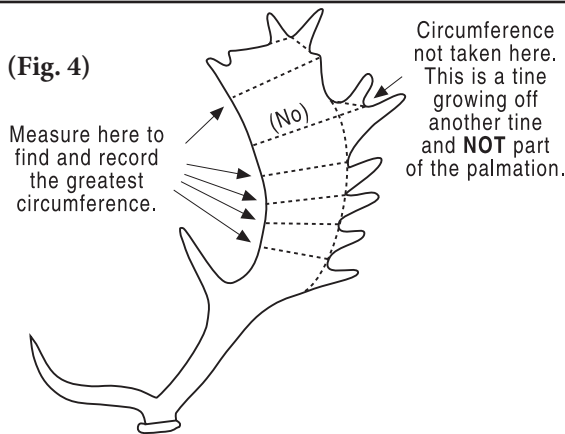 (Fig. 4)
Measure here to
find and record
the greatest
circumference.
(No)
Circumference
not taken here.
This is a tine
growing off
another tine
and NOT part
of the palmation.